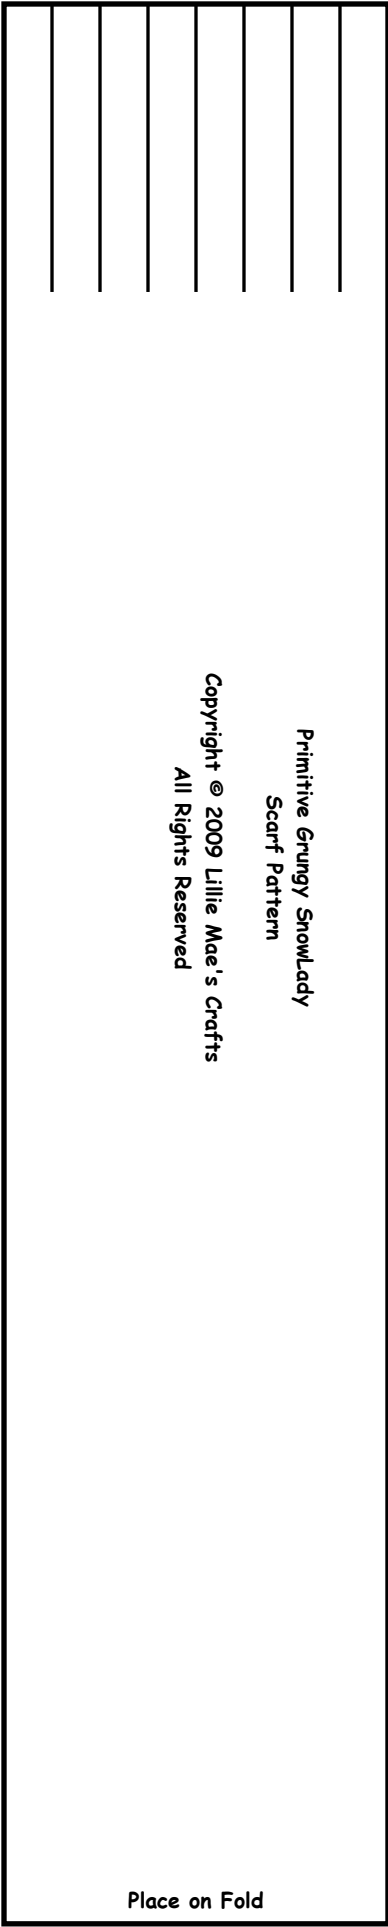 Primitive Grungy SnowLady
Scarf Pattern
Copyright © 2009 Lillie Mae's Crafts
All Rights Reserved
Place on Fold